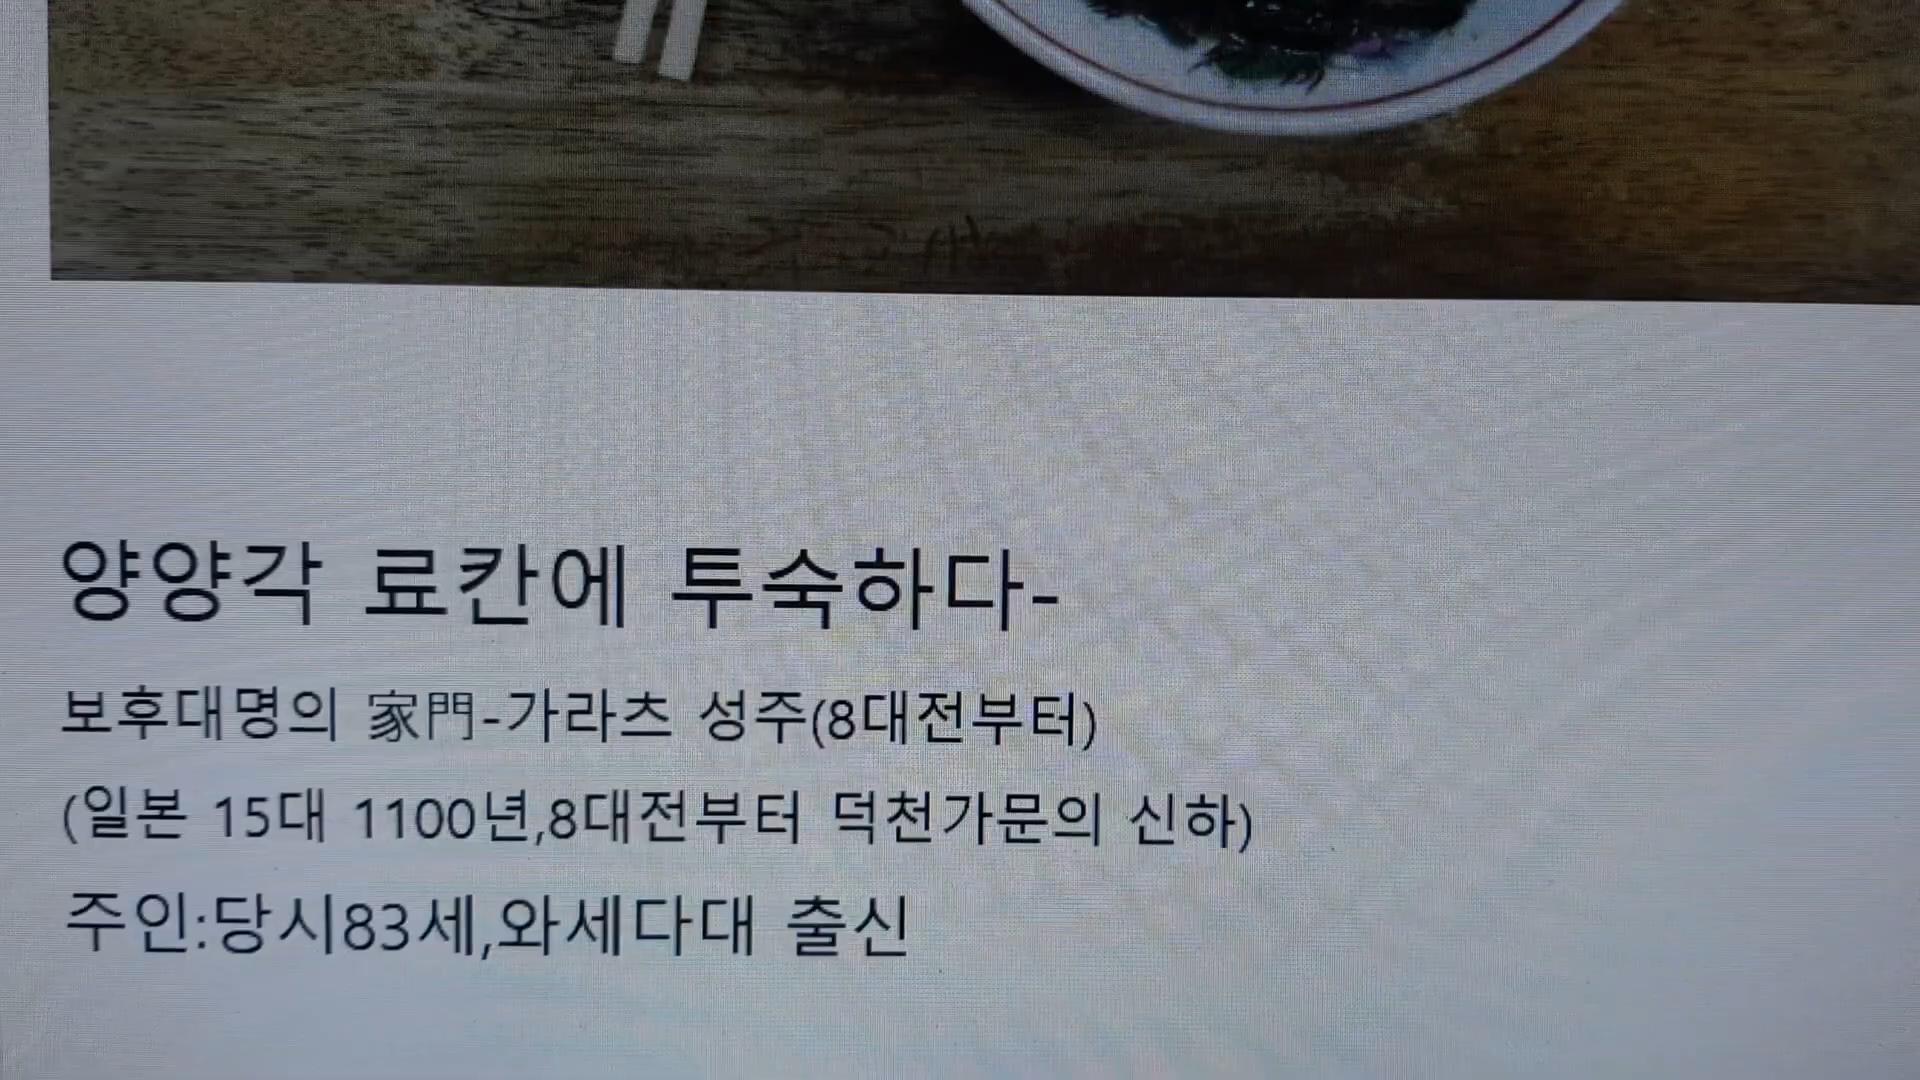 양양각 료칸에 투숙하다-
보후대명의 家門-가라츠 성주(8대전부터)
(일본 15대 1100년,8대전부터 덕천가문의 신하)
주인:당시83세,와세다대 출신